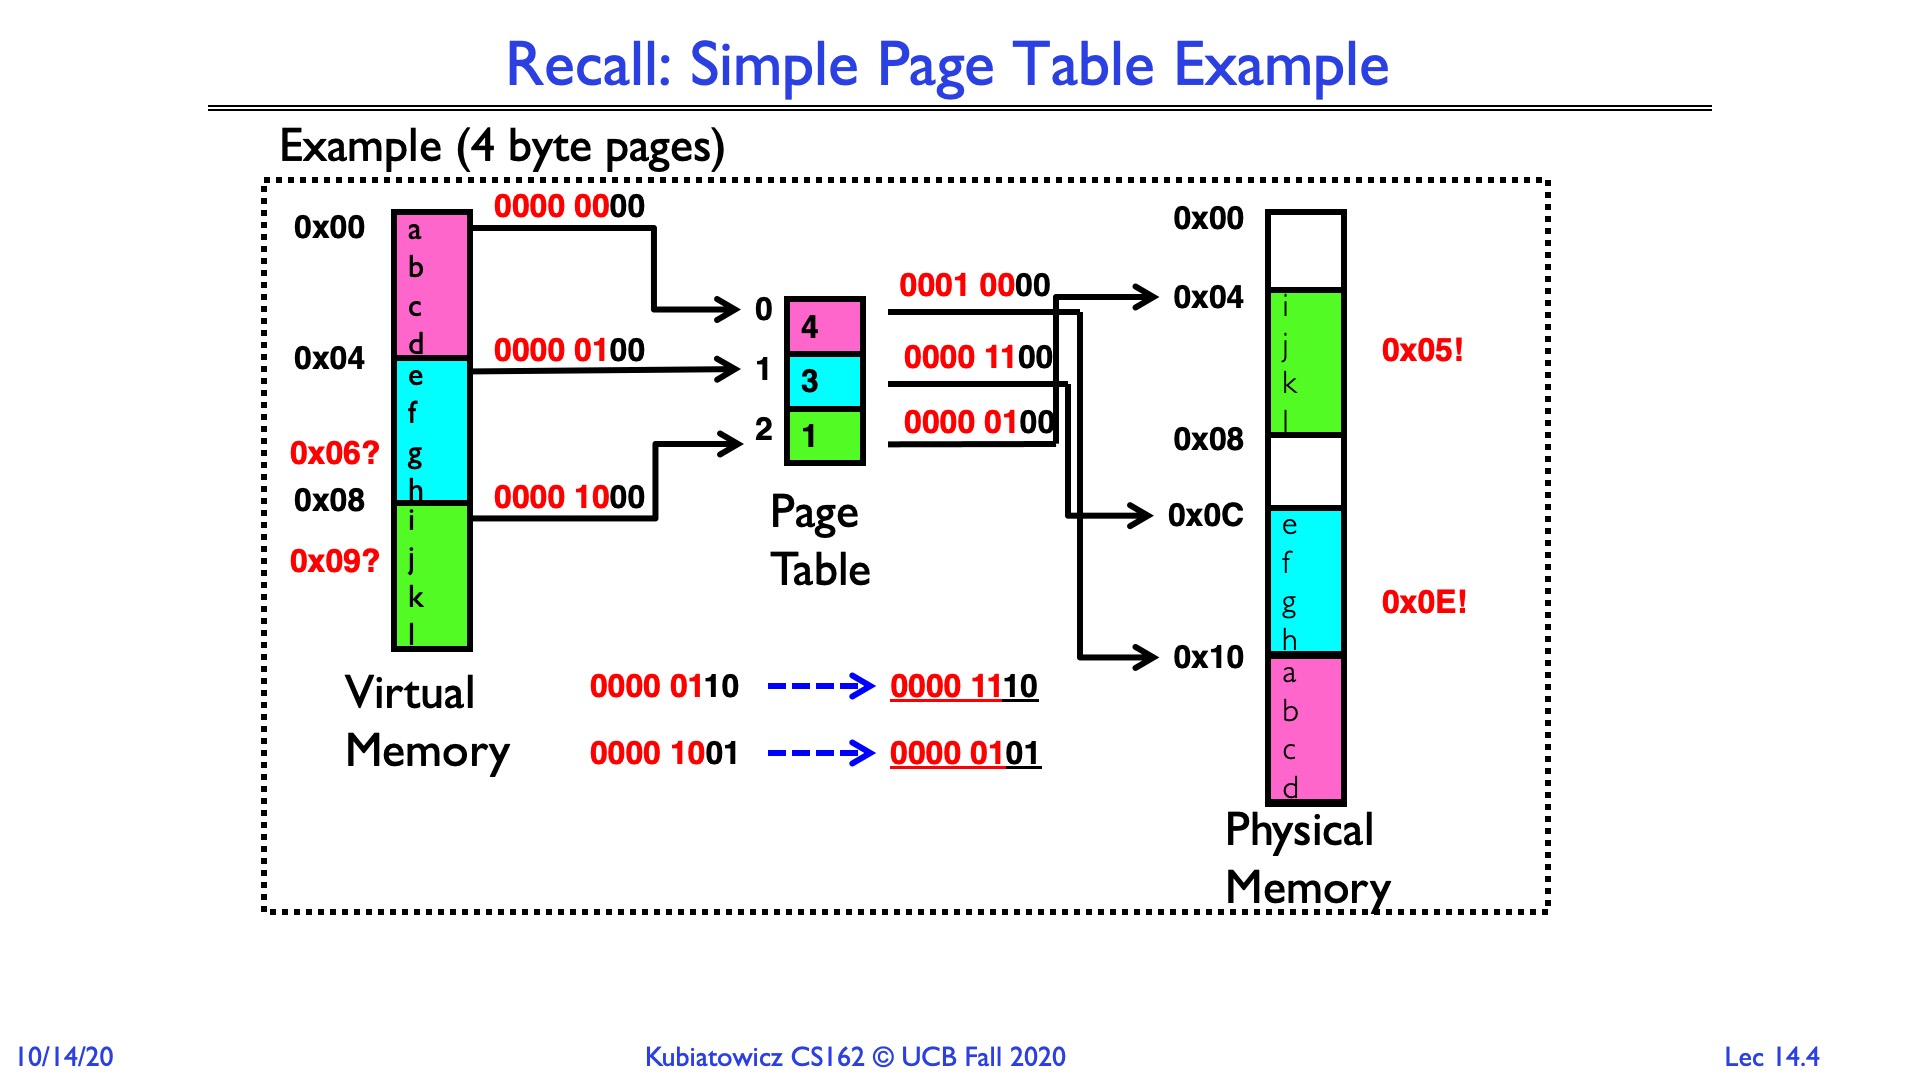 Recall: Simple Page Table Example
Example (4 byte pages)
0x00
a
b
c
d
0x04
e
f
0x06?
g
h
0x08
i
0x09?
j
k
l
Virtual
Memory
0000 0000
0000 0100
0000 1000
0
4
1
3
2
1
Page
Table
0001 0000
0000 1100
0000 0100
0000 0110
0000 1110
0000 1001
0000 0101
0x00
0x04
i
j
0x05!
k
l
0x08
0x0C
e
f
g
0x0E!
h
0x10
a
b
c
d
Physical
Memory
10/14/20
Kubiatowicz CS162 © UCB Fall 2020
Lec 14.4